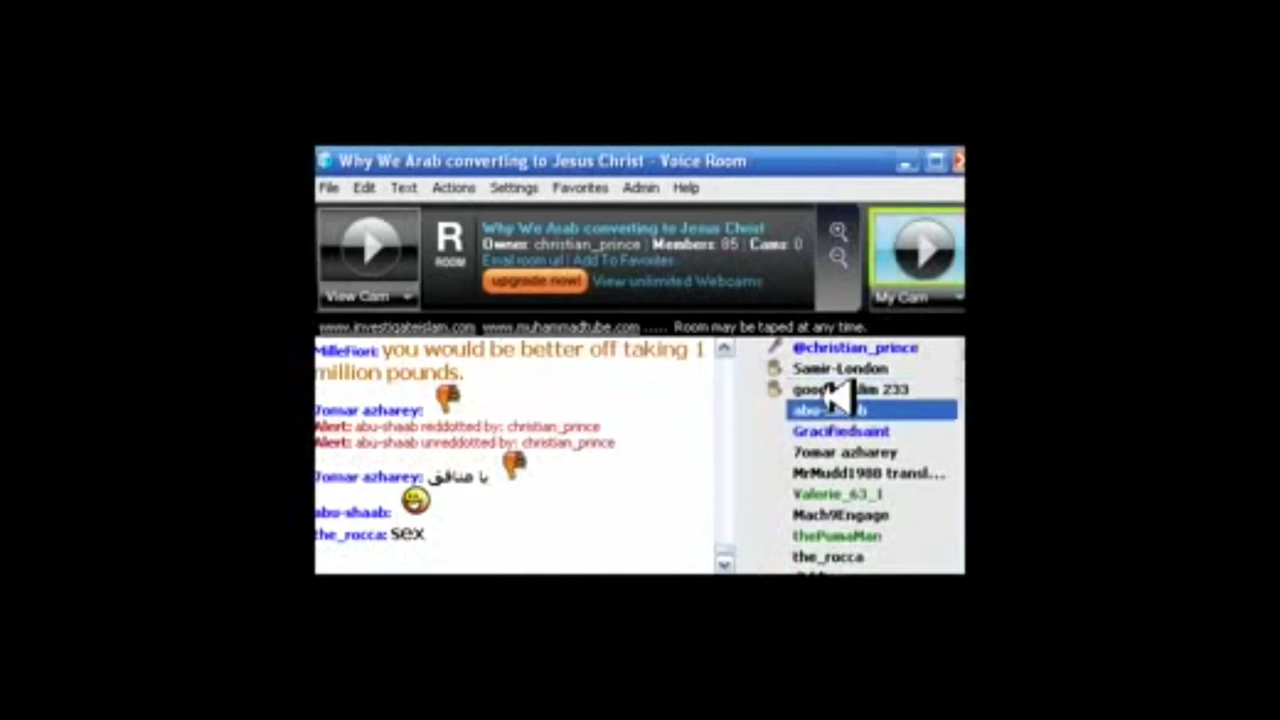 Why We Arab converting to Jesus Christ - Voice Room
File Edit Text Actions Settings Favorites Admin Help
R
ROOM
Why We Arab converting to Jesus Christ
Owner: christian_prince | Members: 85 | Cams: 0
Email room url | Add To Favorites
upgrade now! View unlimited Webcams
View Cam
My Cam
www.investigateislam.com www.muhammadtube.com ..... Room may be taped at any time.
MilleFiori: you would be better off taking 1
million pounds.
7omar azharey:
Alert: abu-shaab reddotted by: christian_prince
Alert: abu-shaab unreddotted by: christian_prince
7omar azharey: يا منافق
abu-shaab:
the_rocca: sex
@christian_prince
Samir-London
233
Gracifiedsaint
7omar azharey
MrMudd1988 transl...
Valerie_63_1
Mach9Engage
thePumaMan
the_rocca